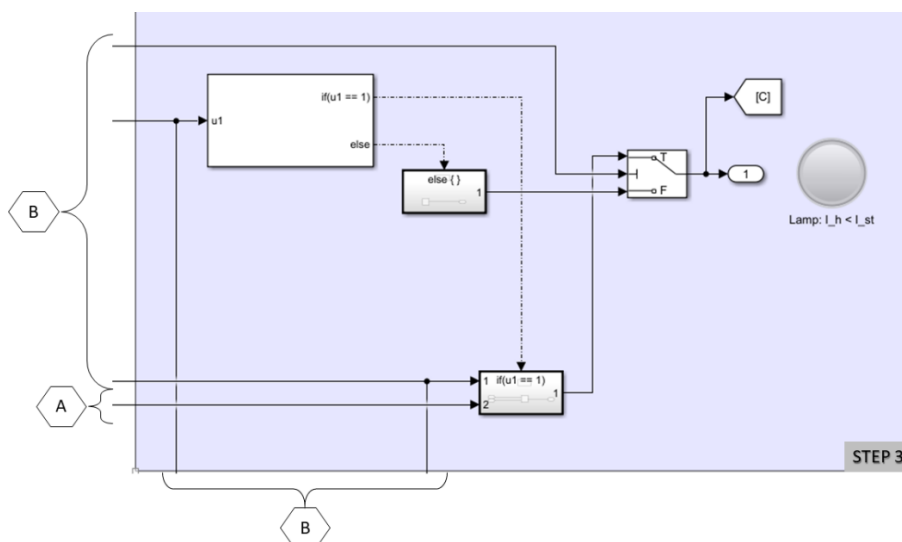 if(u1 == 1)
[C]
u1
else
T
else { }
1
1
F
B
Lamp: I_h < I_st
if(u1 == 1)
1
1
2
A
STEP 3
B